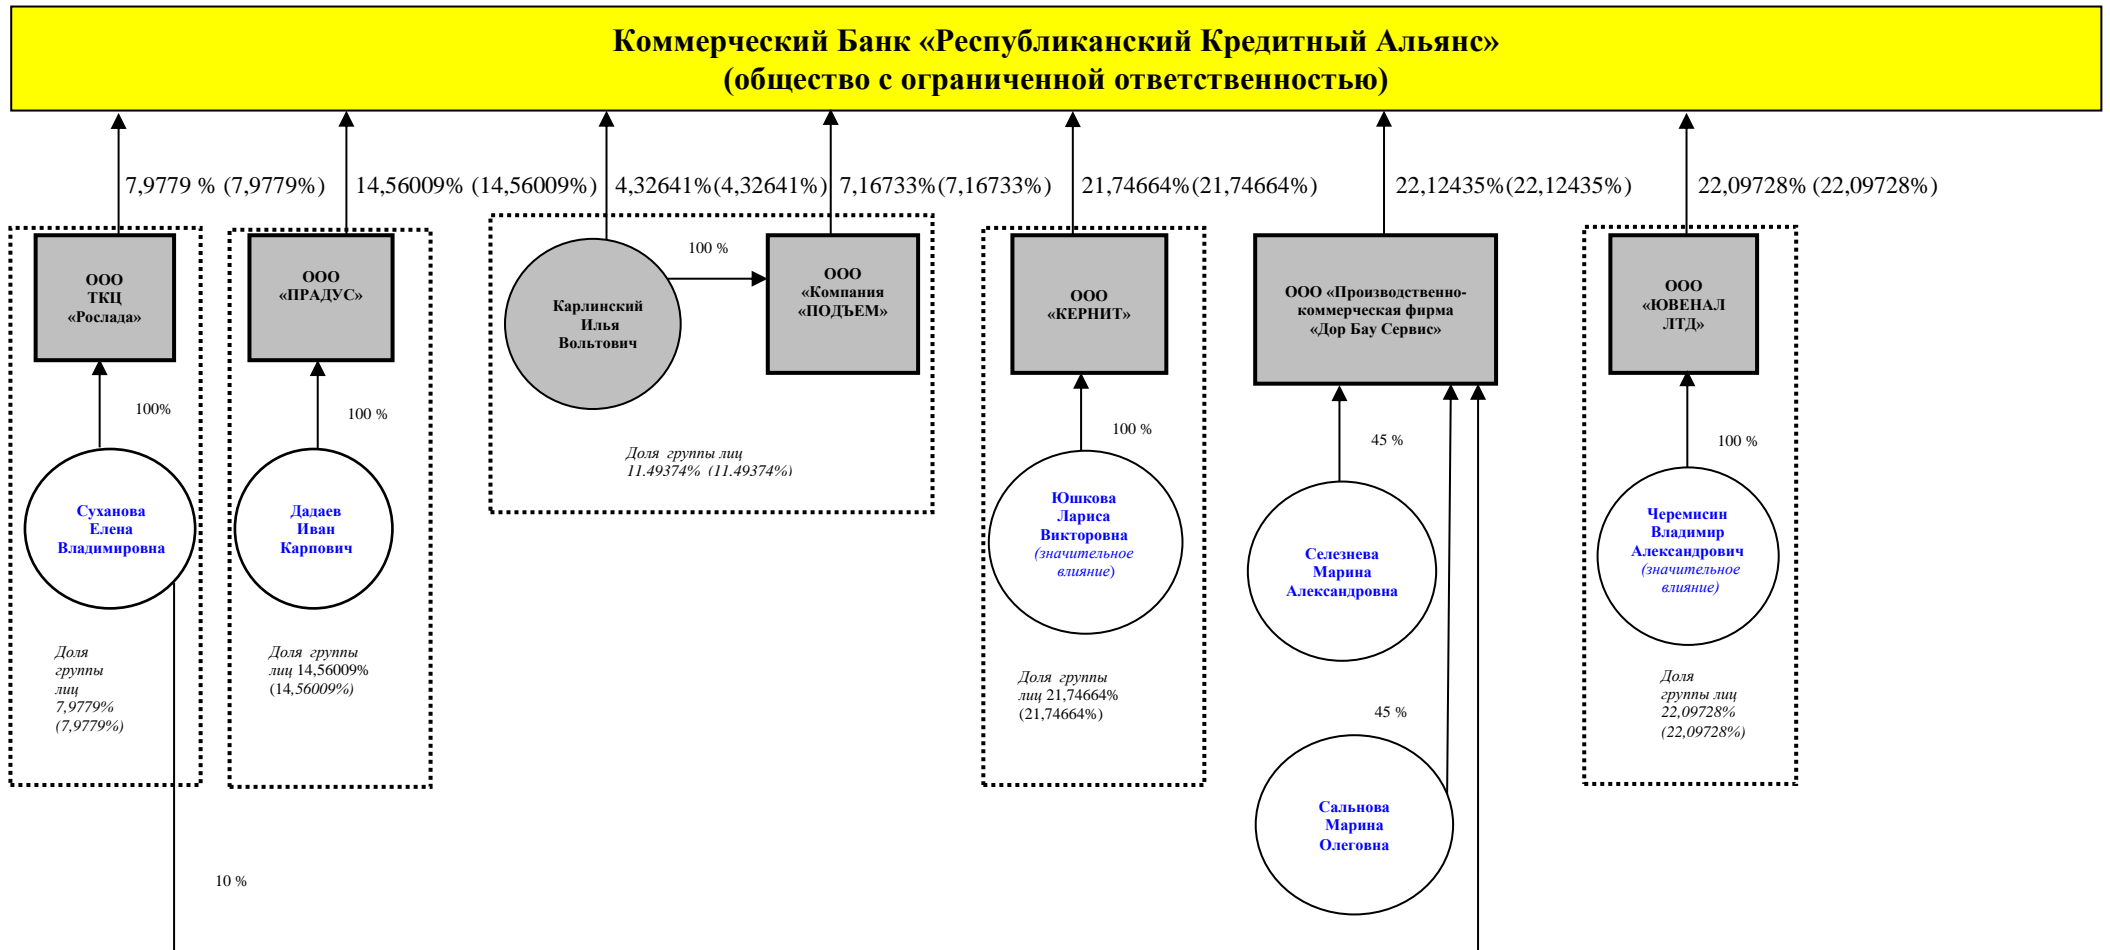 Коммерческий Банк «Республиканский Кредитный Альянс»
(общество с ограниченной ответственностью)
7,9779 % (7,9779%)
14,56009% (14,56009%)
4,32641%(4,32641%)
7,16733%(7,16733%)
21,74664%(21,74664%)
22,12435%(22,12435%)
22,09728% (22,09728%)
ООО
ТКЦ
«Рослада»
ООО
«ПРАДУС»
Карлинский
Илья
Вольтович
100 %
ООО
«Компания
«ПОДЪЕМ»
ООО
«КЕРНИТ»
ООО «Производственно-
коммерческая фирма
«Дор Бау Сервис»
ООО
«ЮВЕНАЛ
ЛТД»
100%
100 %
Доля группы лиц
11.49374% (11.49374%)
100 %
45 %
100 %
Суханова
Елена
Владимировна
Дадаев
Иван
Карпович
Юшкова
Лариса
Викторовна
(значительное
влияние)
Селезнева
Марина
Александровна
Черемисин
Владимир
Александрович
(значительное
влияние)
Доля
группы
лиц
7,9779%
(7,9779%)
Доля группы
лиц 14,56009%
(14,56009%)
Доля группы
лиц 21,74664%
(21,74664%)
45 %
Доля
группы лиц
22,09728%
(22,09728%)
Сальнова
Марина
Олеговна
10 %